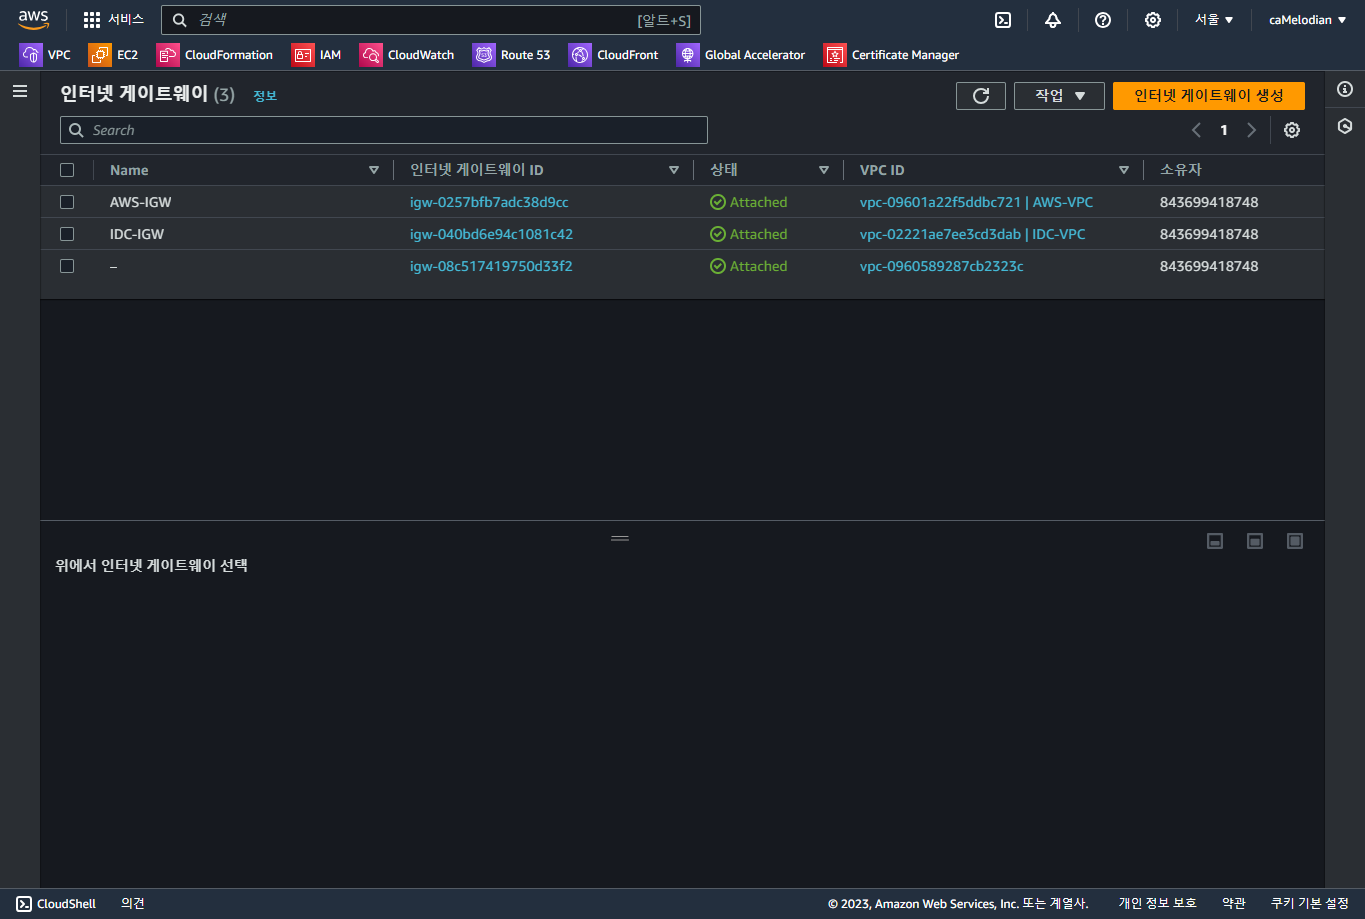 aws 서비스 검색 [알트+S] 서울 ▼ caMelodian ▼
VPC EC2 CloudFormation IAM CloudWatch Route 53 CloudFront Global Accelerator Certificate Manager
인터넷 게이트웨이 (3) 정보 작업 ▼ 인터넷 게이트웨이 생성
Search 1
Name 인터넷 게이트웨이 ID 상태 VPC ID 소유자
AWS-IGW igw-0257bfb7adc38d9cc Attached vpc-09601a22f5ddbc721 | AWS-VPC 843699418748
IDC-IGW igw-040bd6e94c1081c42 Attached vpc-02221ae7ee3cd3dab | IDC-VPC 843699418748
– igw-08c517419750d33f2 Attached vpc-0960589287cb2323c 843699418748
위에서 인터넷 게이트웨이 선택
CloudShell 의견 © 2023, Amazon Web Services, Inc. 또는 계열사. 개인 정보 보호 약관 쿠키 기본 설정